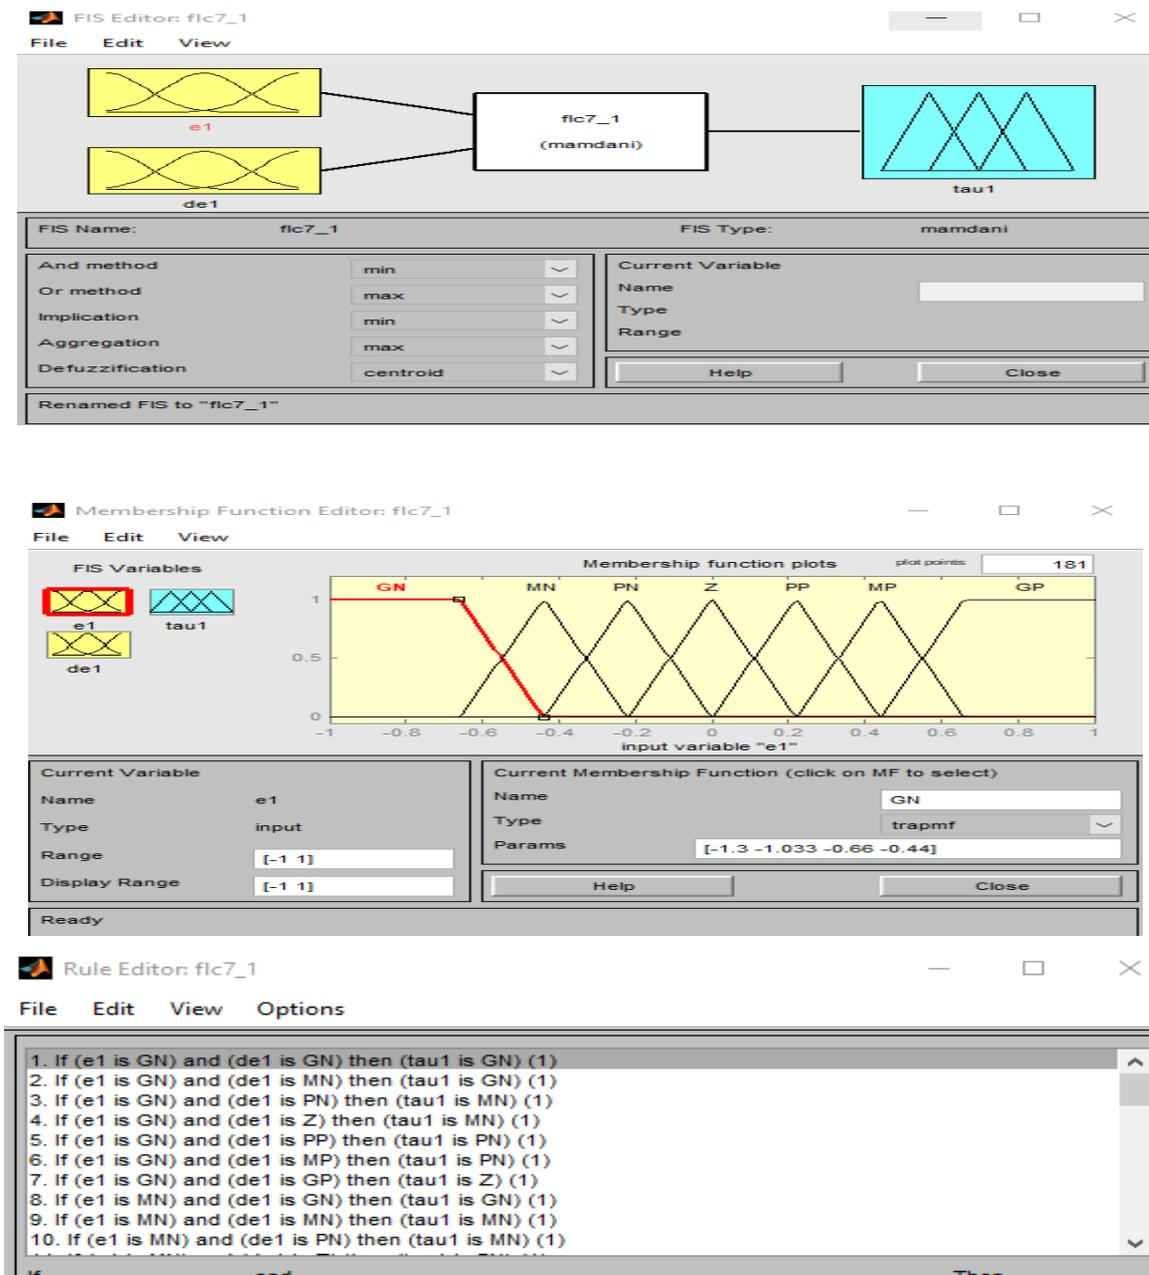 FIS Editor: flc7_1
File Edit View
e1
de1
flc7_1
(mamdani)
tau1
FIS Name: flc7_1 FIS Type: mamdani
And method min
Or method max
Implication min
Aggregation max
Defuzzification centroid
Current Variable
Name
Type
Range
Help Close
Renamed FIS to "flc7_1"
Membership Function Editor: flc7_1
File Edit View
FIS Variables
e1 tau1
de1
Membership function plots plot points: 181
GN MN PN Z PP MP GP
1
0.5
0
-1 -0.8 -0.6 -0.4 -0.2 0 0.2 0.4 0.6 0.8 1
input variable "e1"
Current Variable
Name e1
Type input
Range [-1 1]
Display Range [-1 1]
Current Membership Function (click on MF to select)
Name GN
Type trapmf
Params [-1.3 -1.033 -0.66 -0.44]
Help Close
Ready
Rule Editor: flc7_1
File Edit View Options
1. If (e1 is GN) and (de1 is GN) then (tau1 is GN) (1)
2. If (e1 is GN) and (de1 is MN) then (tau1 is GN) (1)
3. If (e1 is GN) and (de1 is PN) then (tau1 is MN) (1)
4. If (e1 is GN) and (de1 is Z) then (tau1 is MN) (1)
5. If (e1 is GN) and (de1 is PP) then (tau1 is PN) (1)
6. If (e1 is GN) and (de1 is MP) then (tau1 is PN) (1)
7. If (e1 is GN) and (de1 is GP) then (tau1 is Z) (1)
8. If (e1 is MN) and (de1 is GN) then (tau1 is GN) (1)
9. If (e1 is MN) and (de1 is MN) then (tau1 is MN) (1)
10. If (e1 is MN) and (de1 is PN) then (tau1 is MN) (1)
If and Then